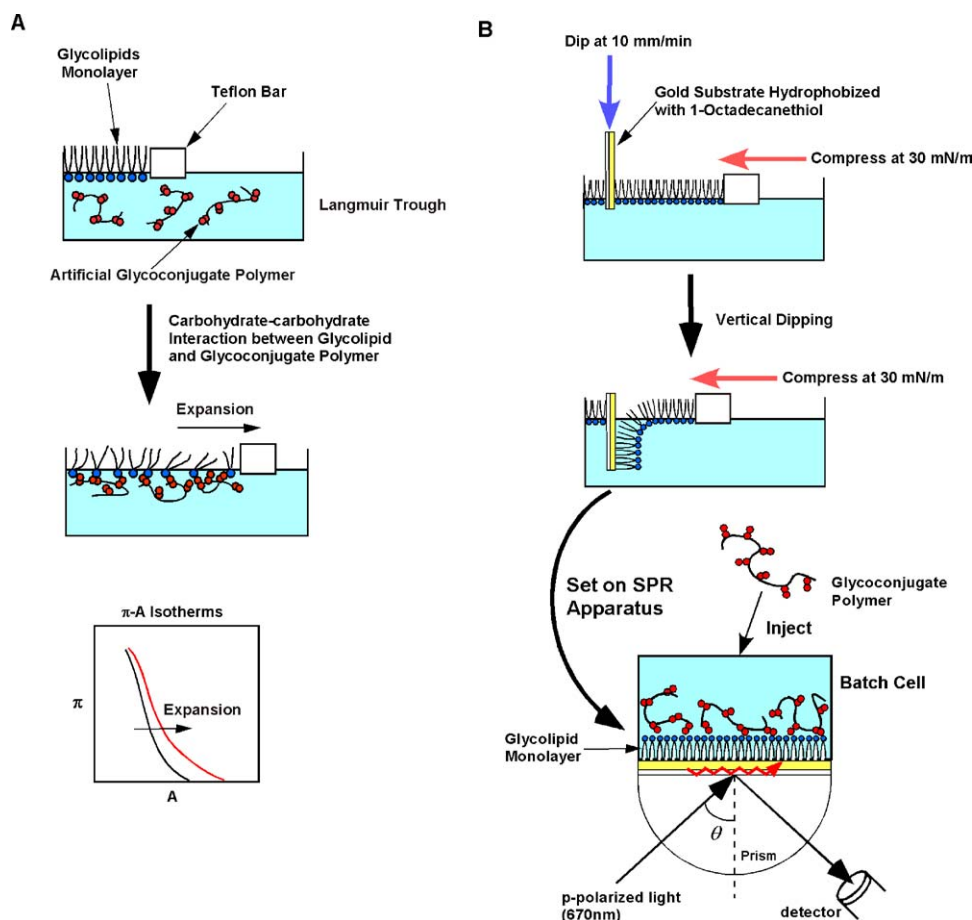 A
Glycolipids
Monolayer
Teflon Bar
Langmuir Trough
Artificial Glycoconjugate Polymer
Carbohydrate-carbohydrate
Interaction between Glycolipid
and Glycoconjugate Polymer
Expansion
π-A Isotherms
π
Expansion
A
B
Dip at 10 mm/min
Gold Substrate Hydrophobized
with 1-Octadecanethiol
Compress at 30 mN/m
Vertical Dipping
Compress at 30 mN/m
Set on SPR
Apparatus
Glycoconjugate
Polymer
Inject
Batch Cell
Glycolipid
Monolayer
θ
Prism
p-polarized light
(670nm)
detector